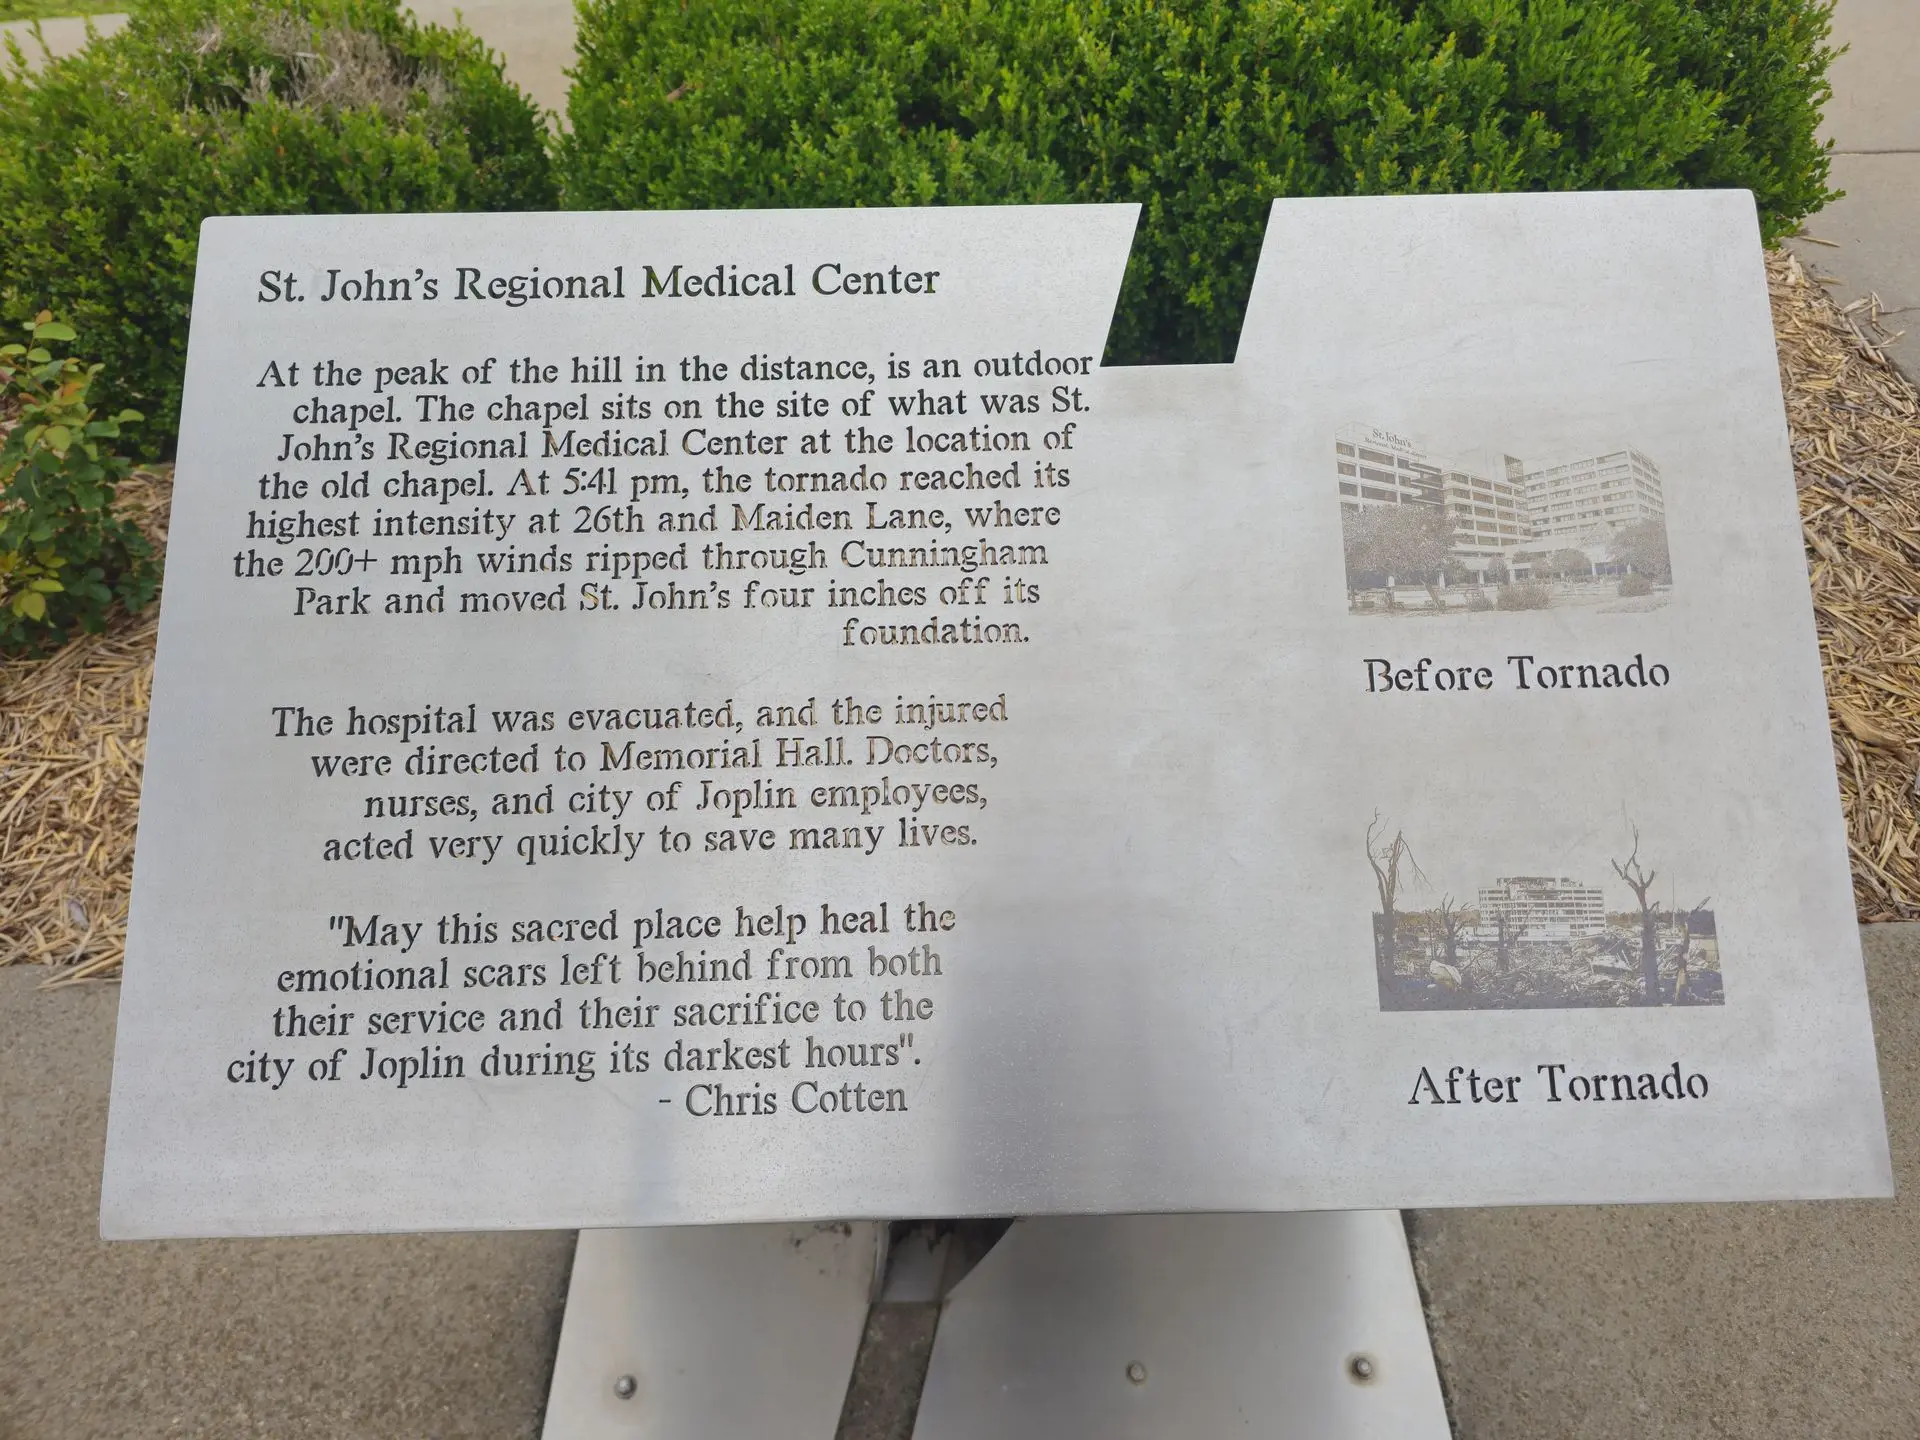 St. John's Regional Medical Center
At the peak of the hill in the distance, is an outdoor
chapel. The chapel sits on the site of what was St.
John's Regional Medical Center at the location of
the old chapel. At 5:41 pm, the tornado reached its
highest intensity at 26th and Maiden Lane, where
the 200+ mph winds ripped through Cunningham
Park and moved St. John's four inches off its
foundation.
The hospital was evacuated, and the injured
were directed to Memorial Hall. Doctors,
nurses, and city of Joplin employees,
acted very quickly to save many lives.
"May this sacred place help heal the
emotional scars left behind from both
their service and their sacrifice to the
city of Joplin during its darkest hours".
- Chris Cotten
St. John's
Before Tornado
After Tornado